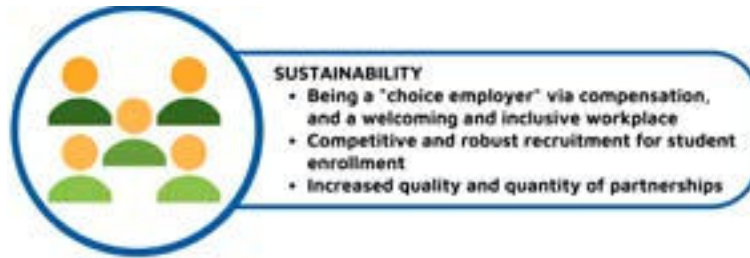 SUSTAINABILITY
• Being a "choice employer" via compensation,
and a welcoming and inclusive workplace
• Competitive and robust recruitment for student
enrollment
• Increased quality and quantity of partnerships